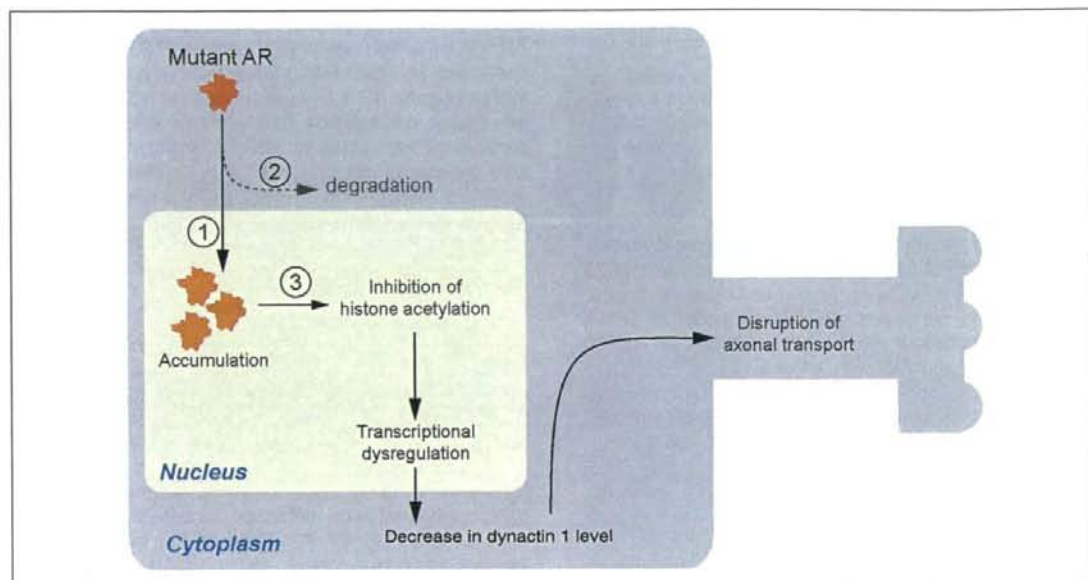 Mutant AR
②
degradation
①
③
Inhibition of
histone acetylation
Accumulation
Disruption of
axonal transport
Transcriptional
dysregulation
Nucleus
Decrease in dynactin 1 level
Cytoplasm